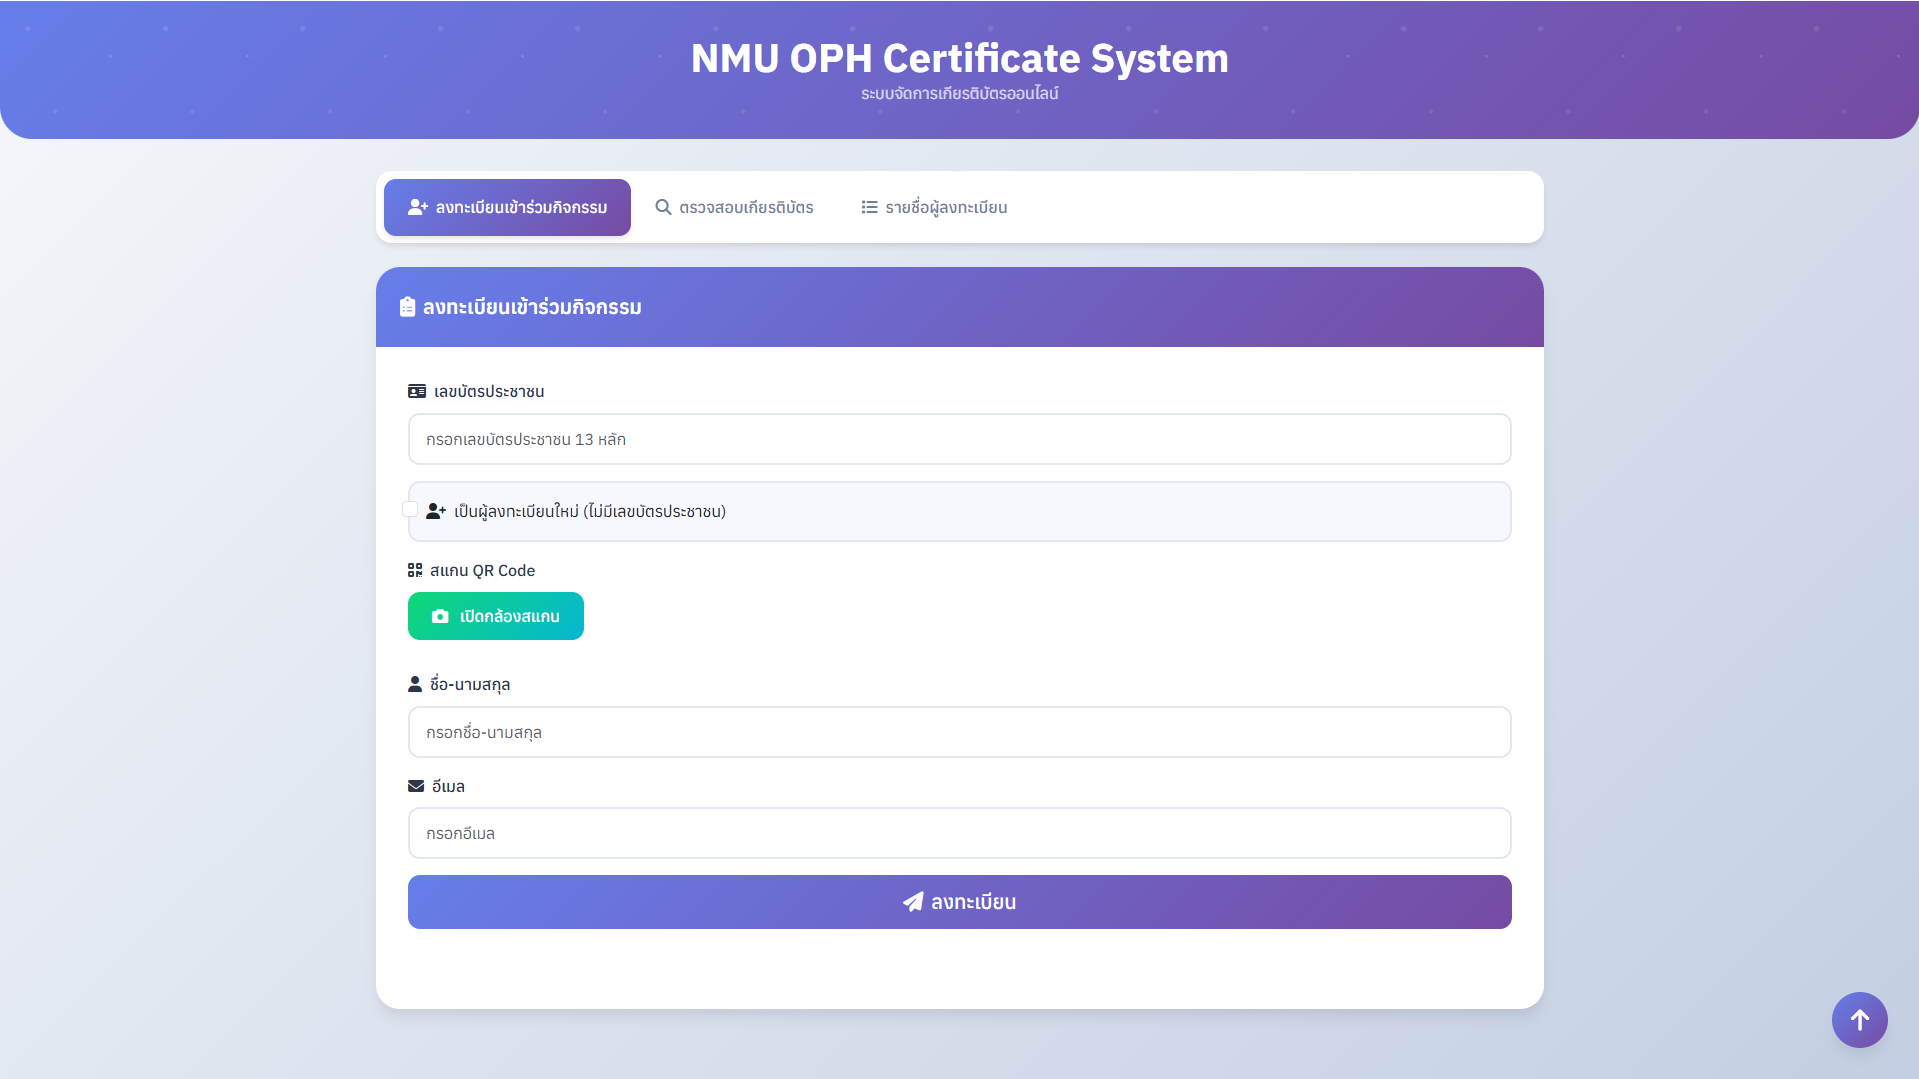 NMU OPH Certificate System
ระบบจัดการเกียรติบัตรออนไลน์
ลงทะเบียนเข้าร่วมกิจกรรม
ตรวจสอบเกียรติบัตร
รายชื่อผู้ลงทะเบียน
ลงทะเบียนเข้าร่วมกิจกรรม
เลขบัตรประชาชน
กรอกเลขบัตรประชาชน 13 หลัก
เป็นผู้ลงทะเบียนใหม่ (ไม่มีเลขบัตรประชาชน)
สแกน QR Code
เปิดกล้องสแกน
ชื่อ-นามสกุล
กรอกชื่อ-นามสกุล
อีเมล
กรอกอีเมล
ลงทะเบียน